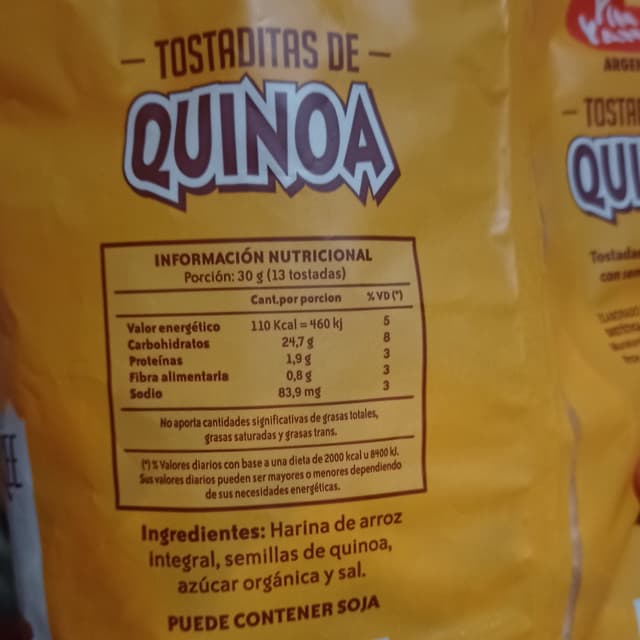 — TOSTADITAS DE —
QUINOA
INFORMACIÓN NUTRICIONAL
Porción: 30 g (13 tostadas)
Cant.por porcion %VD(*)
Valor energético 110 Kcal = 460 kj 5
Carbohidratos 24,7 g 8
Proteínas 1,9 g 3
Fibra alimentaria 0,8 g 3
Sodio 83,9 mg 3
No aporta cantidades significativas de grasas totales,
grasas saturadas y grasas trans.
(*) % Valores diarios con base a una dieta de 2000 kcal u 8400 kJ.
Sus valores diarios pueden ser mayores o menores dependiendo
de sus necesidades energéticas.
Ingredientes: Harina de arroz
integral, semillas de quinoa,
azúcar orgánica y sal.
PUEDE CONTENER SOJA
ARGEN
— TOSTA
QUI
Tostada
con